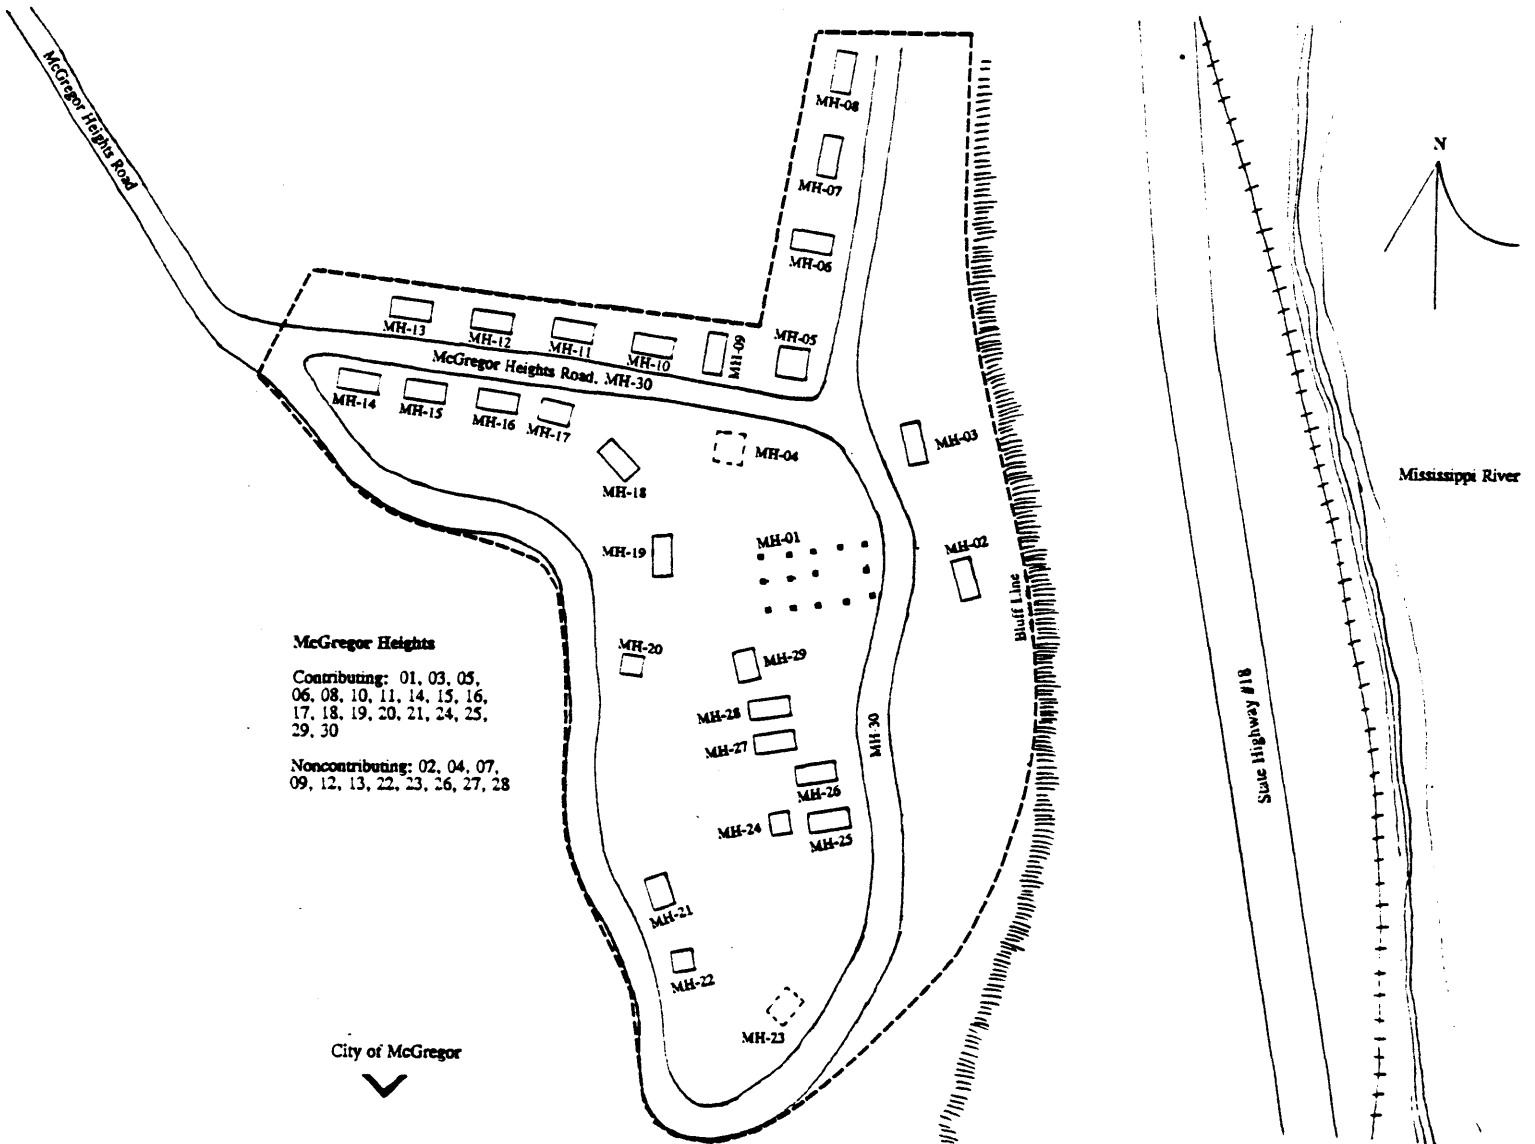 McGregor Heights Road
MH-08
N
MH-07
MH-06
MH-13
MH-12
MH-11
MH-10
MH-09
MH-05
McGregor Heights Road, MH-30
MH-14
MH-15
MH-16
MH-17
MH-04
MH-03
MH-18
Mississippi River
MH-19
MH-01
MH-02
Bluff Line
McGregor Heights
Contributing: 01, 03, 05,
06, 08, 10, 11, 14, 15, 16,
17, 18, 19, 20, 21, 24, 25,
29, 30
Noncontributing: 02, 04, 07,
09, 12, 13, 22, 23, 26, 27, 28
MH-20
MH-29
MH-28
MH-27
MH-30
State Highway #18
MH-26
MH-24
MH-25
MH-21
MH-22
MH-23
City of McGregor